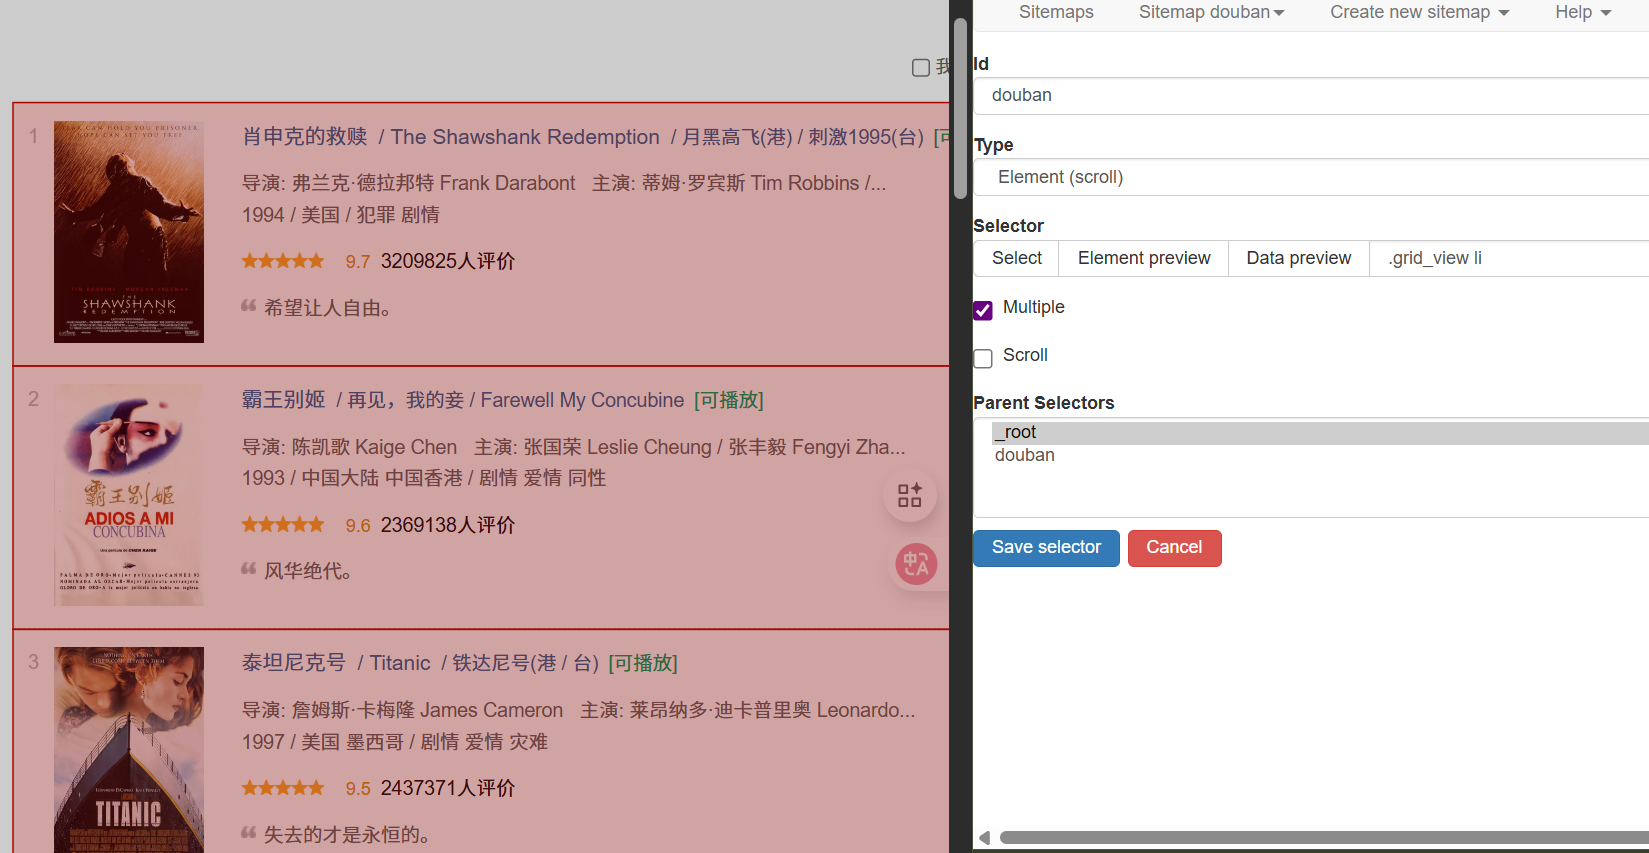 我
1
肖申克的救赎 / The Shawshank Redemption / 月黑高飞(港) / 刺激1995(台) [可
导演: 弗兰克·德拉邦特 Frank Darabont 主演: 蒂姆·罗宾斯 Tim Robbins /...
1994 / 美国 / 犯罪 剧情
9.7 3209825人评价
希望让人自由。
THE
SHAWSHANK
REDEMPTION
2
霸王别姬 / 再见，我的妾 / Farewell My Concubine [可播放]
导演: 陈凯歌 Kaige Chen 主演: 张国荣 Leslie Cheung / 张丰毅 Fengyi Zha...
1993 / 中国大陆 中国香港 / 剧情 爱情 同性
9.6 2369138人评价
风华绝代。
霸王别姬
ADIOS A MI
CONCUBINA
中A
3
泰坦尼克号 / Titanic / 铁达尼号(港 / 台) [可播放]
导演: 詹姆斯·卡梅隆 James Cameron 主演: 莱昂纳多·迪卡普里奥 Leonardo...
1997 / 美国 墨西哥 / 剧情 爱情 灾难
9.5 2437371人评价
失去的才是永恒的。
TITANIC
Sitemaps Sitemap douban Create new sitemap Help
Id
douban
Type
Element (scroll)
Selector
Select Element preview Data preview .grid_view li
Multiple
Scroll
Parent Selectors
_root
douban
Save selector Cancel